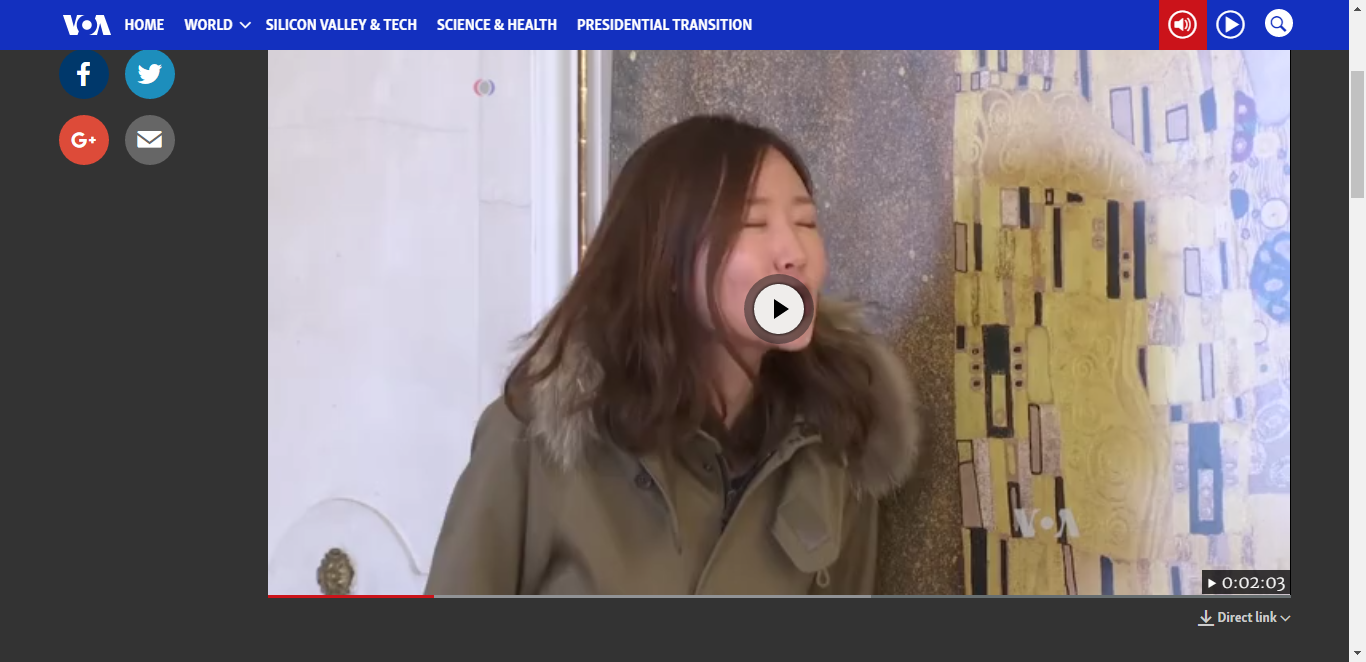 VOA HOME WORLD SILICON VALLEY & TECH SCIENCE & HEALTH PRESIDENTIAL TRANSITION
f
G+
VOA
0:02:03
Direct link